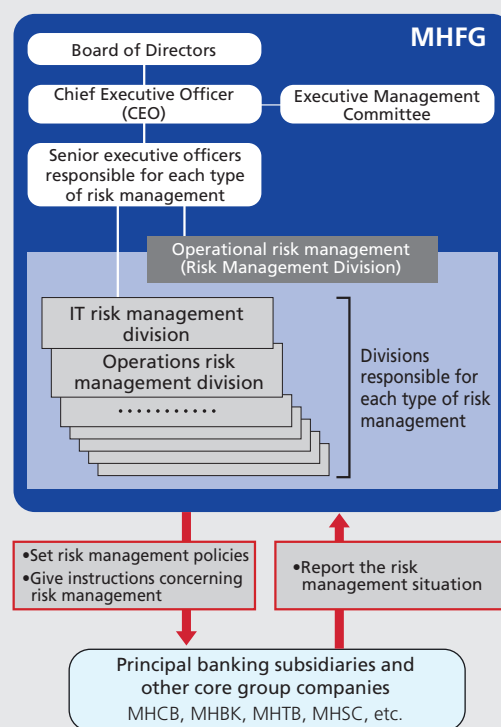 MHFG
Board of Directors
Chief Executive Officer
(CEO)
Executive Management
Committee
Senior executive officers
responsible for each type
of risk management
Operational risk management
(Risk Management Division)
IT risk management
division
Operations risk
management division
...........
Divisions
responsible for
each type of risk
management
•Set risk management policies
•Give instructions concerning
risk management
•Report the risk
management situation
Principal banking subsidiaries and
other core group companies
MHCB, MHBK, MHTB, MHSC, etc.